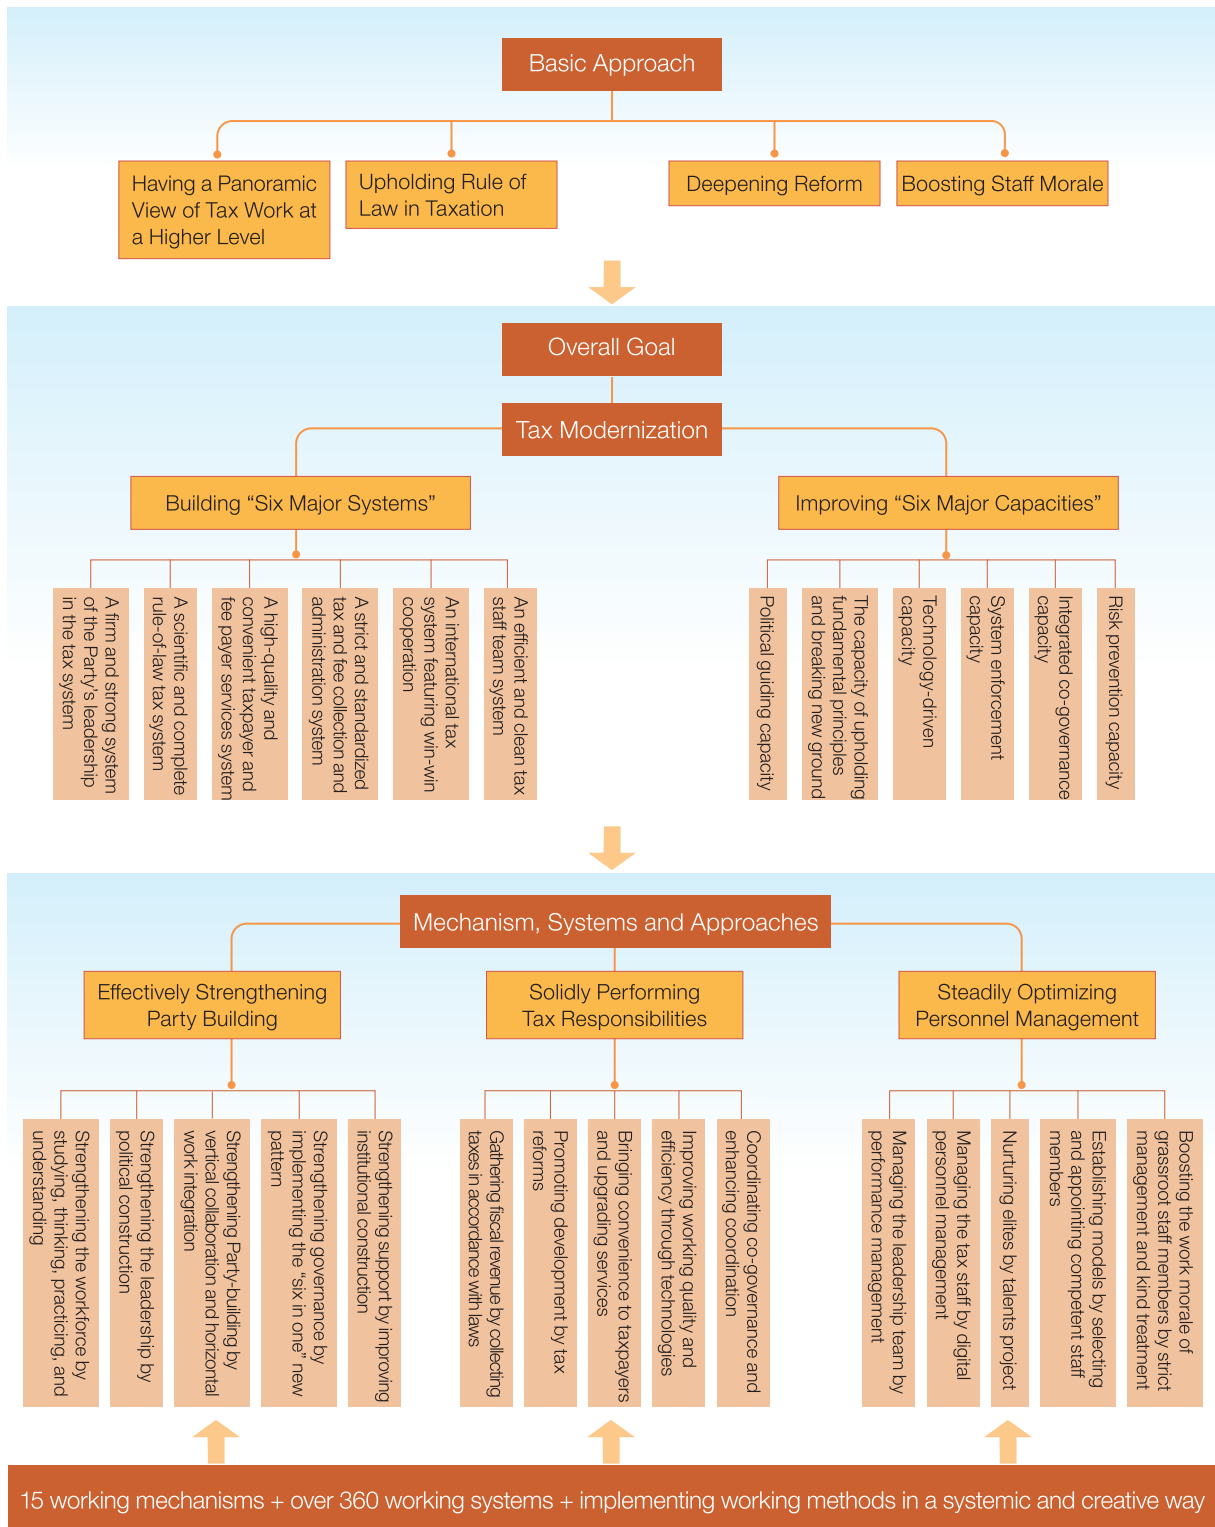 Basic Approach
Having a Panoramic
View of Tax Work at
a Higher Level
Upholding Rule of
Law in Taxation
Deepening Reform
Boosting Staff Morale
Overall Goal
Tax Modernization
Building “Six Major Systems”
Improving “Six Major Capacities”
A firm and strong system
of the Party's leadership
in the tax system
A scientific and complete
rule-of-law tax system
A high-quality and
convenient taxpayer and
fee payer services system
A strict and standardized
tax and fee collection and
administration system
An international tax
system featuring win-win
cooperation
An efficient and clean tax
staff team system
Political guiding capacity
The capacity of upholding
fundamental principles
and breaking new ground
Technology-driven
capacity
System enforcement
capacity
Integrated co-governance
capacity
Risk prevention capacity
Mechanism, Systems and Approaches
Effectively Strengthening
Party Building
Solidly Performing
Tax Responsibilities
Steadily Optimizing
Personnel Management
Strengthening the workforce by
studying, thinking, practicing, and
understanding
Strengthening the leadership by
political construction
Strengthening Party-building by
vertical collaboration and horizontal
work integration
Strengthening governance by
implementing the “six in one” new
pattern
Strengthening support by improving
institutional construction
Gathering fiscal revenue by collecting
taxes in accordance with laws
Promoting development by tax
reforms
Bringing convenience to taxpayers
and upgrading services
Improving working quality and
efficiency through technologies
Coordinating co-governance and
enhancing coordination
Managing the leadership team by
performance management
Managing the tax staff by digital
personnel management
Nurturing elites by talents project
Establishing models by selecting
and appointing competent staff
members
Boosting the work morale of
grassroot staff members by strict
management and kind treatment
15 working mechanisms + over 360 working systems + implementing working methods in a systemic and creative way